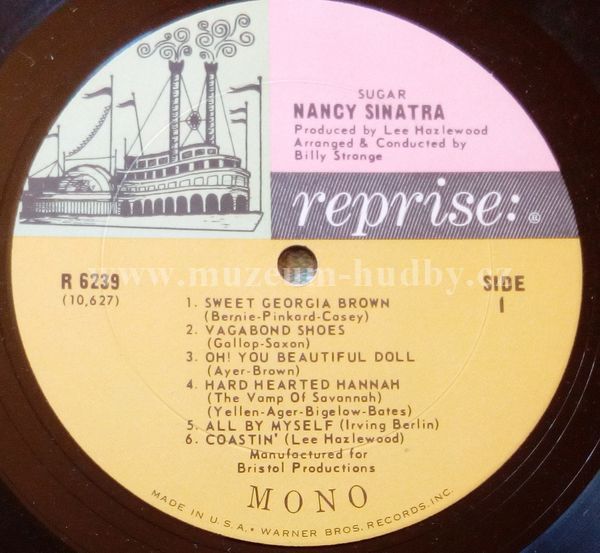 SUGAR
NANCY SINATRA
Produced by Lee Hazlewood
Arranged & Conducted by
Billy Strange
reprise: ®
R 6239
(10,627)
SIDE
1
www.muzeum-hudby.cz
1. SWEET GEORGIA BROWN
(Bernie-Pinkard-Casey)
2. VAGABOND SHOES
(Gallop-Saxon)
3. OH! YOU BEAUTIFUL DOLL
(Ayer-Brown)
4. HARD HEARTED HANNAH
(The Vamp Of Savannah)
(Yellen-Ager-Bigelow-Bates)
5. ALL BY MYSELF (Irving Berlin)
6. COASTIN' (Lee Hazlewood)
Manufactured for
Bristol Productions
MONO
MADE IN U.S.A. • WARNER BROS. RECORDS, INC.